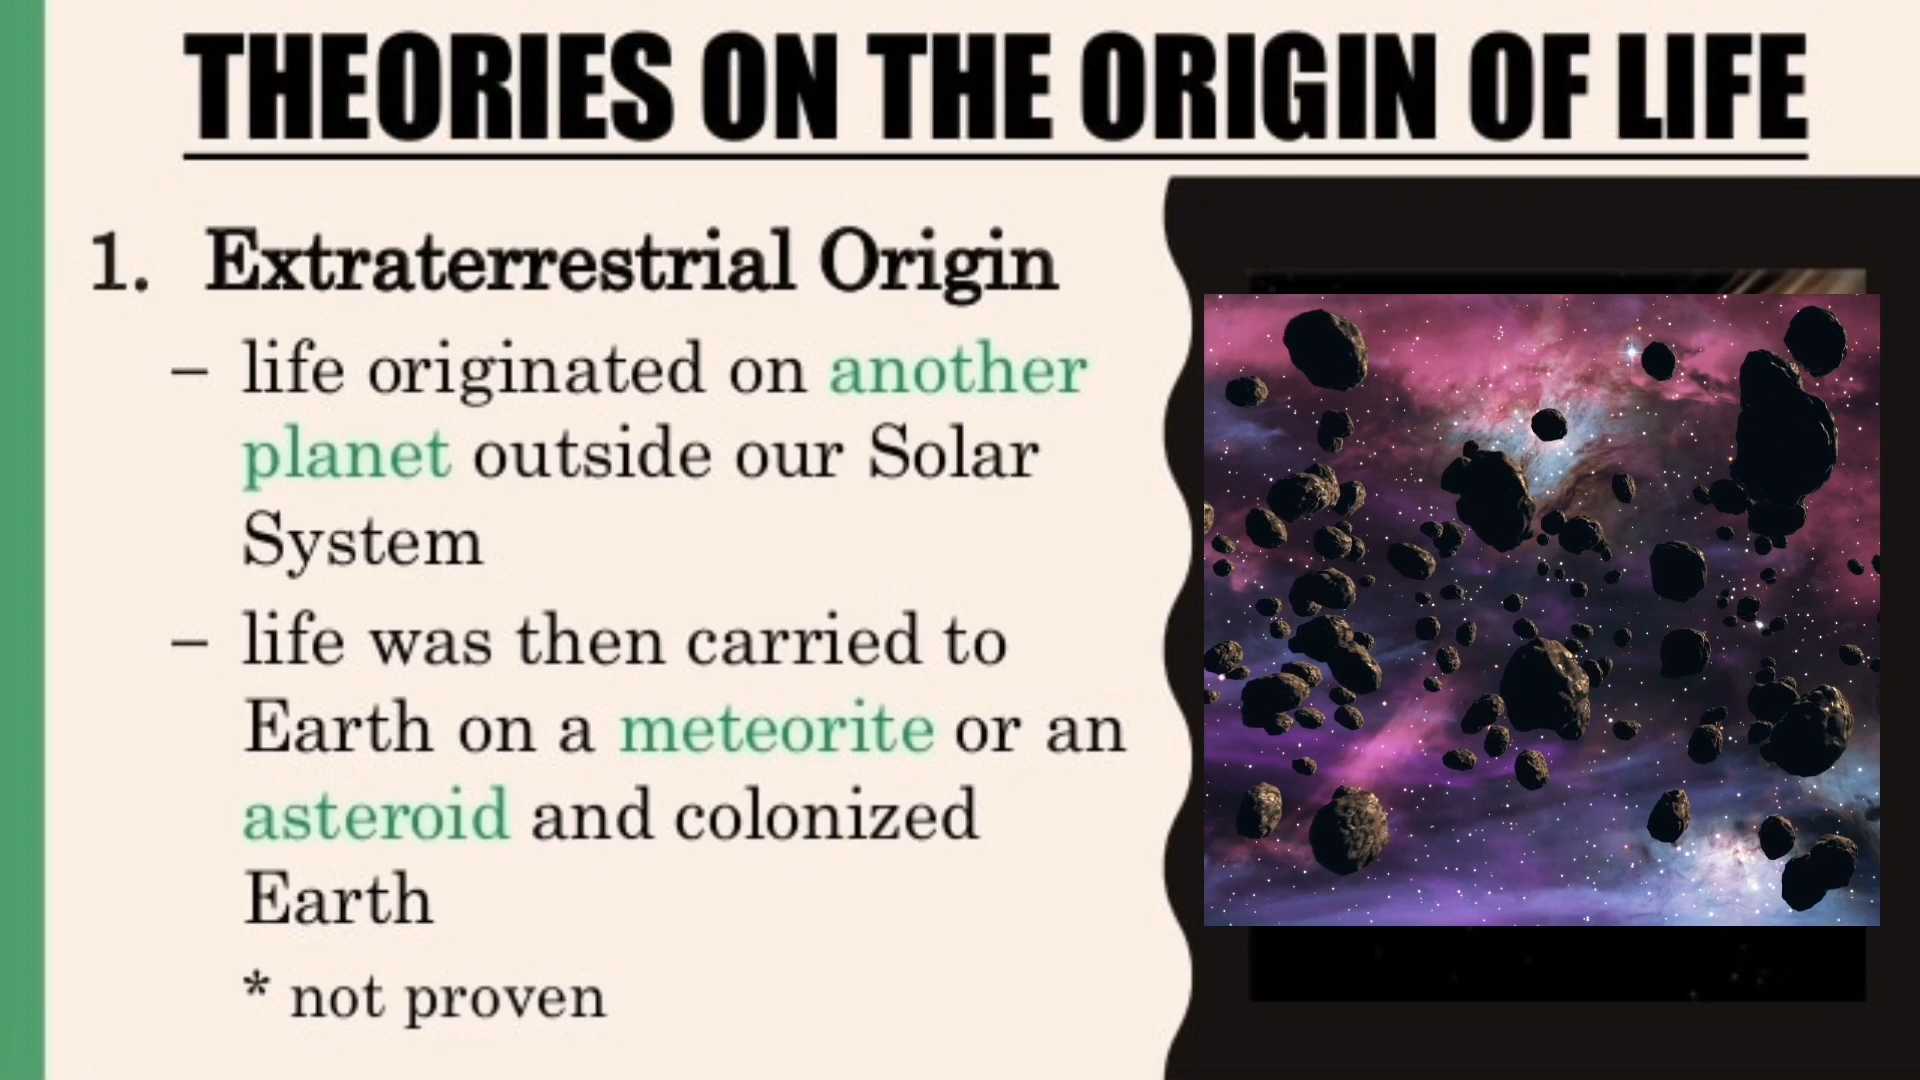 THEORIES ON THE ORIGIN OF LIFE
1. Extraterrestrial Origin
– life originated on another
planet outside our Solar
System
– life was then carried to
Earth on a meteorite or an
asteroid and colonized
Earth
* not proven